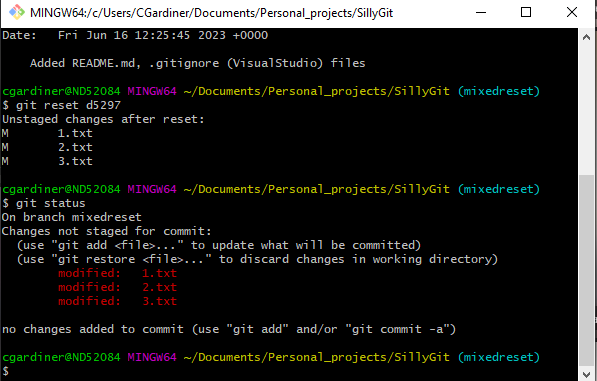 MINGW64:/c/Users/CGardiner/Documents/Personal_projects/SillyGit
Date:   Fri Jun 16 12:25:45 2023 +0000
    Added README.md, .gitignore (VisualStudio) files
cgardiner@ND52084 MINGW64 ~/Documents/Personal_projects/SillyGit (mixedreset)
$ git reset d5297
Unstaged changes after reset:
M       1.txt
M       2.txt
M       3.txt
cgardiner@ND52084 MINGW64 ~/Documents/Personal_projects/SillyGit (mixedreset)
$ git status
On branch mixedreset
Changes not staged for commit:
  (use "git add <file>..." to update what will be committed)
  (use "git restore <file>..." to discard changes in working directory)
        modified:   1.txt
        modified:   2.txt
        modified:   3.txt
no changes added to commit (use "git add" and/or "git commit -a")
cgardiner@ND52084 MINGW64 ~/Documents/Personal_projects/SillyGit (mixedreset)
$